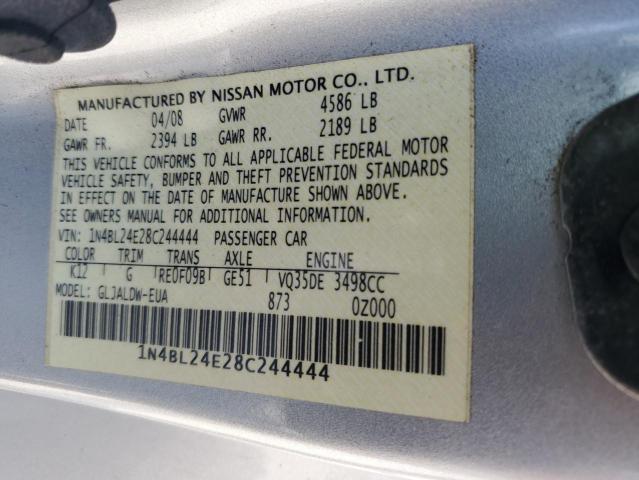 MANUFACTURED BY NISSAN MOTOR CO., LTD.
DATE 04/08 GVWR 4586 LB
GAWR FR. 2394 LB GAWR RR. 2189 LB
THIS VEHICLE CONFORMS TO ALL APPLICABLE FEDERAL MOTOR
VEHICLE SAFETY, BUMPER AND THEFT PREVENTION STANDARDS
IN EFFECT ON THE DATE OF MANUFACTURE SHOWN ABOVE.
SEE OWNERS MANUAL FOR ADDITIONAL INFORMATION.
VIN: 1N4BL24E28C244444 PASSENGER CAR
COLOR TRIM TRANS AXLE ENGINE
K12 G RE0F09B GE51 VQ35DE 3498CC
MODEL: GLJALDW-EUA 873 0Z000
1N4BL24E28C244444